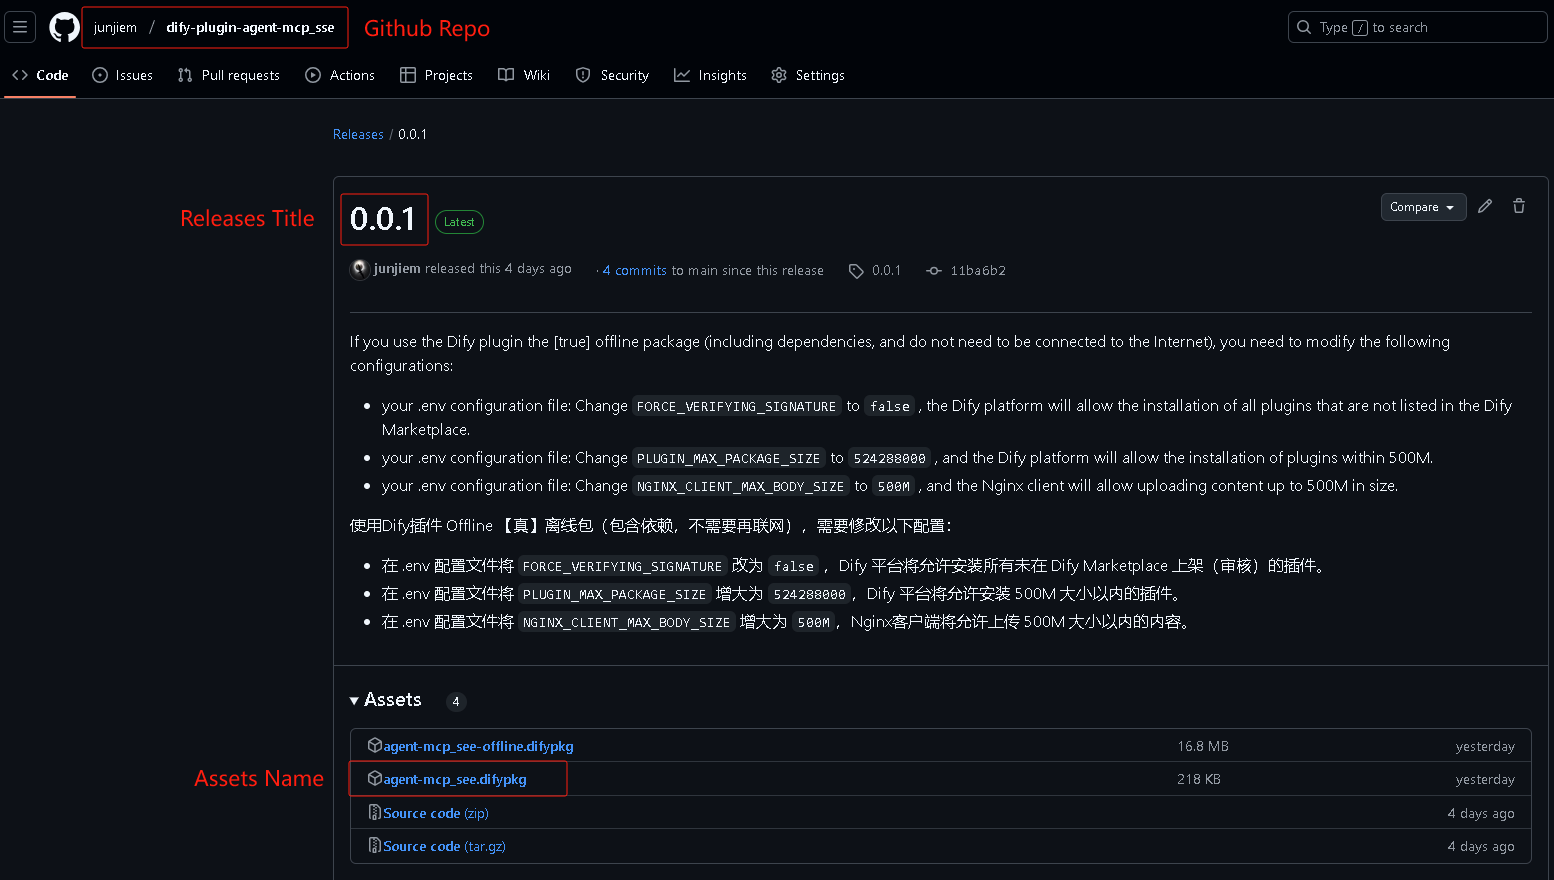 junjiem / dify-plugin-agent-mcp_sse
Github Repo
Type / to search
Code
Issues
Pull requests
Actions
Projects
Wiki
Security
Insights
Settings
Releases / 0.0.1
Releases Title
0.0.1
Latest
Compare
junjiem released this 4 days ago
· 4 commits to main since this release
0.0.1
11ba6b2
If you use the Dify plugin the [true] offline package (including dependencies, and do not need to be connected to the Internet), you need to modify the following
configurations:
your .env configuration file: Change FORCE_VERIFYING_SIGNATURE to false , the Dify platform will allow the installation of all plugins that are not listed in the Dify
Marketplace.
your .env configuration file: Change PLUGIN_MAX_PACKAGE_SIZE to 524288000 , and the Dify platform will allow the installation of plugins within 500M.
your .env configuration file: Change NGINX_CLIENT_MAX_BODY_SIZE to 500M , and the Nginx client will allow uploading content up to 500M in size.
使用Dify插件 Offline 【真】离线包（包含依赖，不需要再联网），需要修改以下配置：
在 .env 配置文件将 FORCE_VERIFYING_SIGNATURE 改为 false ，Dify 平台将允许安装所有未在 Dify Marketplace 上架（审核）的插件。
在 .env 配置文件将 PLUGIN_MAX_PACKAGE_SIZE 增大为 524288000，Dify 平台将允许安装 500M 大小以内的插件。
在 .env 配置文件将 NGINX_CLIENT_MAX_BODY_SIZE 增大为 500M，Nginx客户端将允许上传 500M 大小以内的内容。
Assets 4
agent-mcp_see-offline.difypkg 16.8 MB yesterday
Assets Name
agent-mcp_see.difypkg 218 KB yesterday
Source code (zip) 4 days ago
Source code (tar.gz) 4 days ago